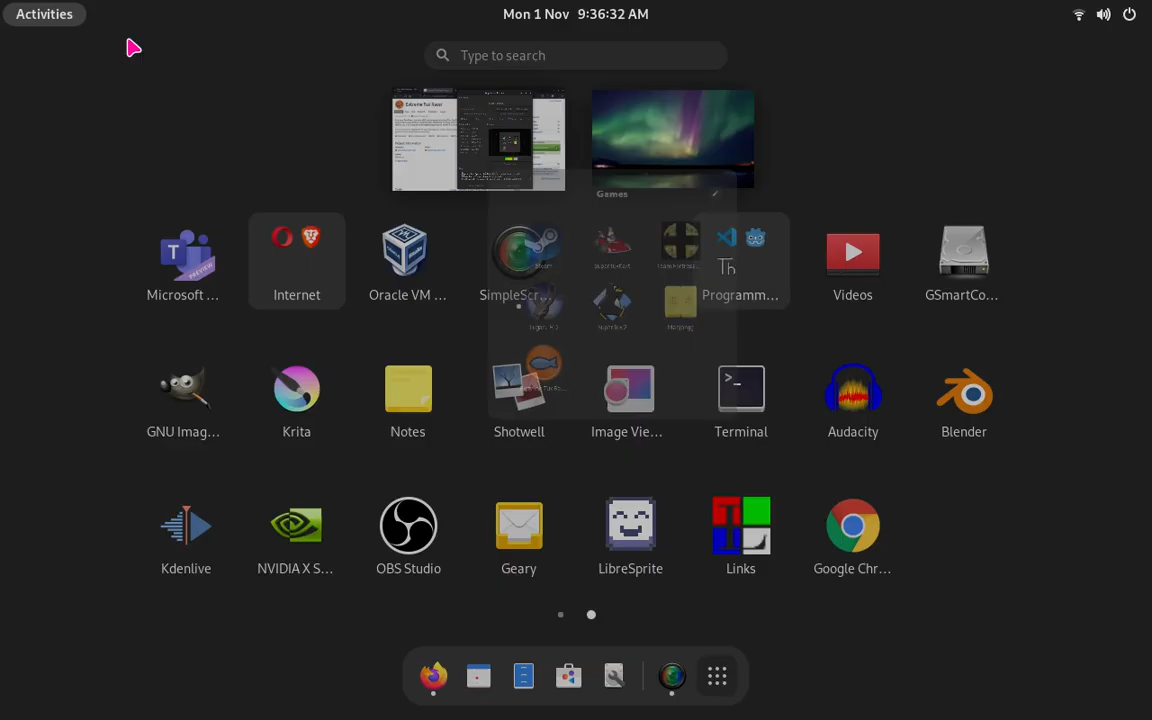 Activities
Mon 1 Nov 9:36:32 AM
Type to search
Games
Microsoft ...
Internet
Oracle VM ...
SimpleScr...
Programm...
Videos
GSmartCo...
GNU Imag...
Krita
Notes
Shotwell
Image Vie...
Terminal
Audacity
Blender
Kdenlive
NVIDIA X S...
OBS Studio
Geary
LibreSprite
Links
Google Chr...